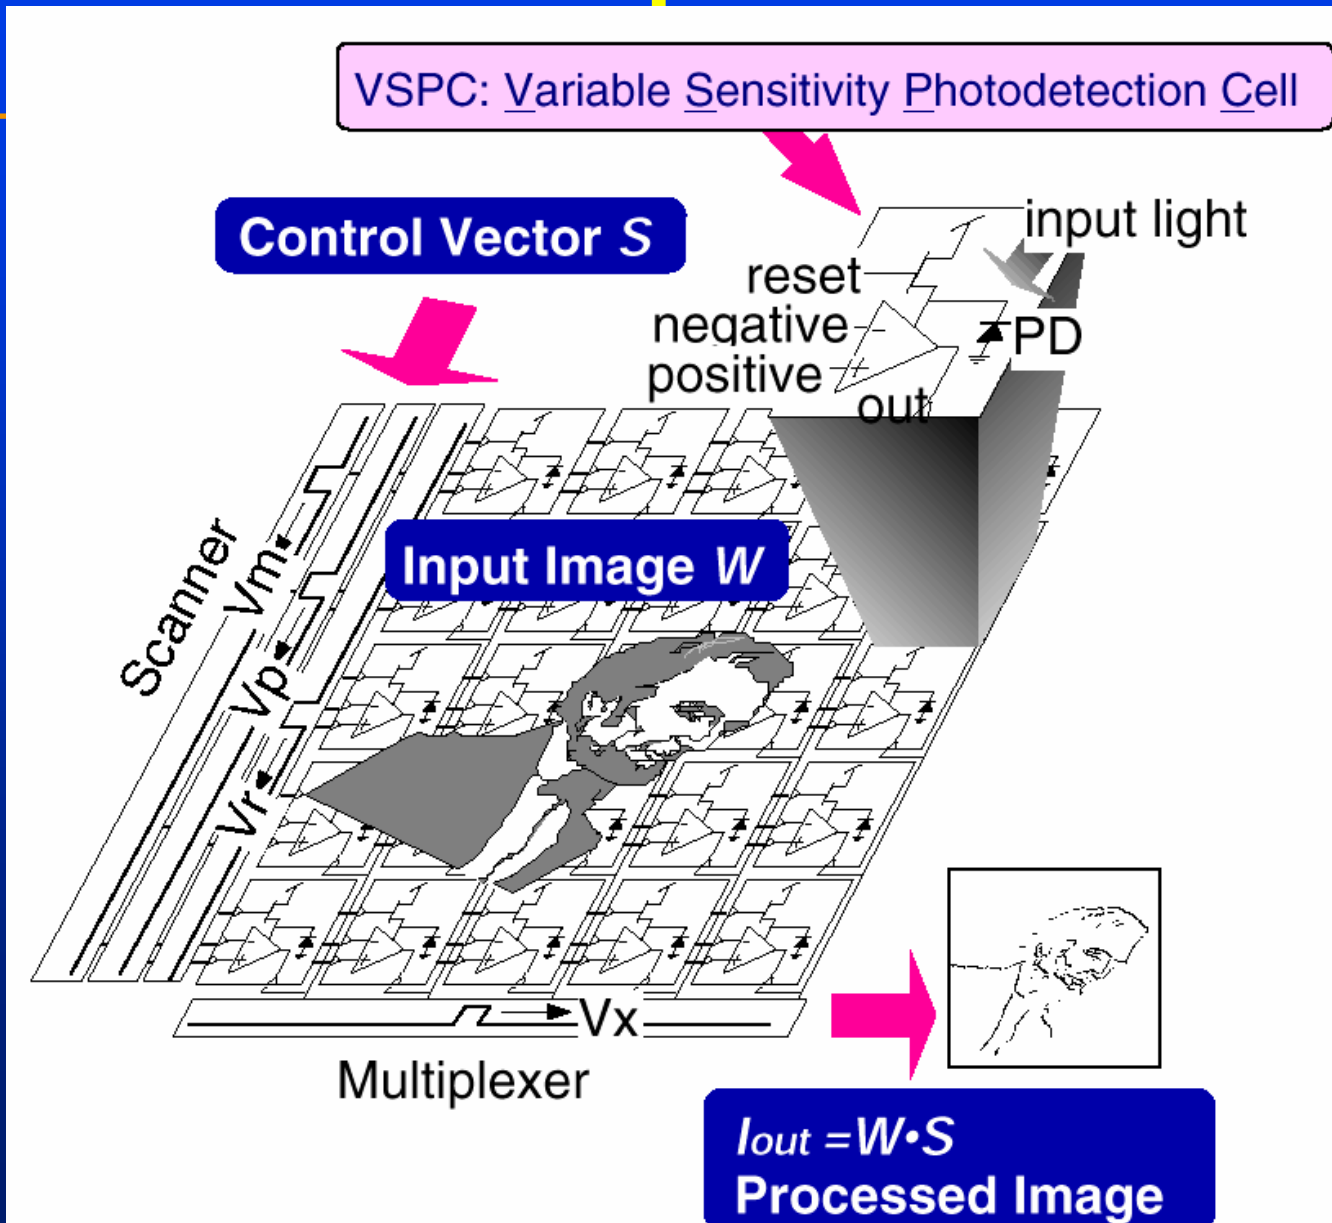 VSPC: Variable Sensitivity Photodetection Cell
Control Vector S
input light
reset
negative
positive
PD
out
Input Image W
Scanner
Vm
Vp
Vr
Vx
Multiplexer
Iout =W•S
Processed Image